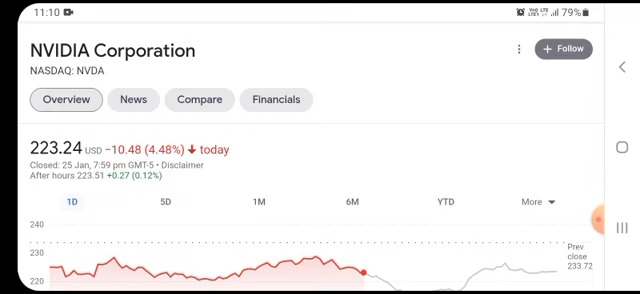 11:10 79%
NVIDIA Corporation
Follow
NASDAQ: NVDA
Overview News Compare Financials
223.24 USD −10.48 (4.48%) today
Closed: 25 Jan, 7:59 pm GMT-5 • Disclaimer
After hours 223.51 +0.27 (0.12%)
1D 5D 1M 6M YTD More
240
230
220
Prev
close
233.72